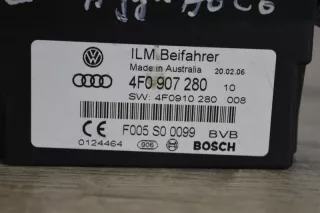 ILM Beifahrer
Made in Australia 20.02.06
4F0 907 280 10
SW: 4F0910 280 008
F005 S0 0099 BVB
0124464 906 BOSCH